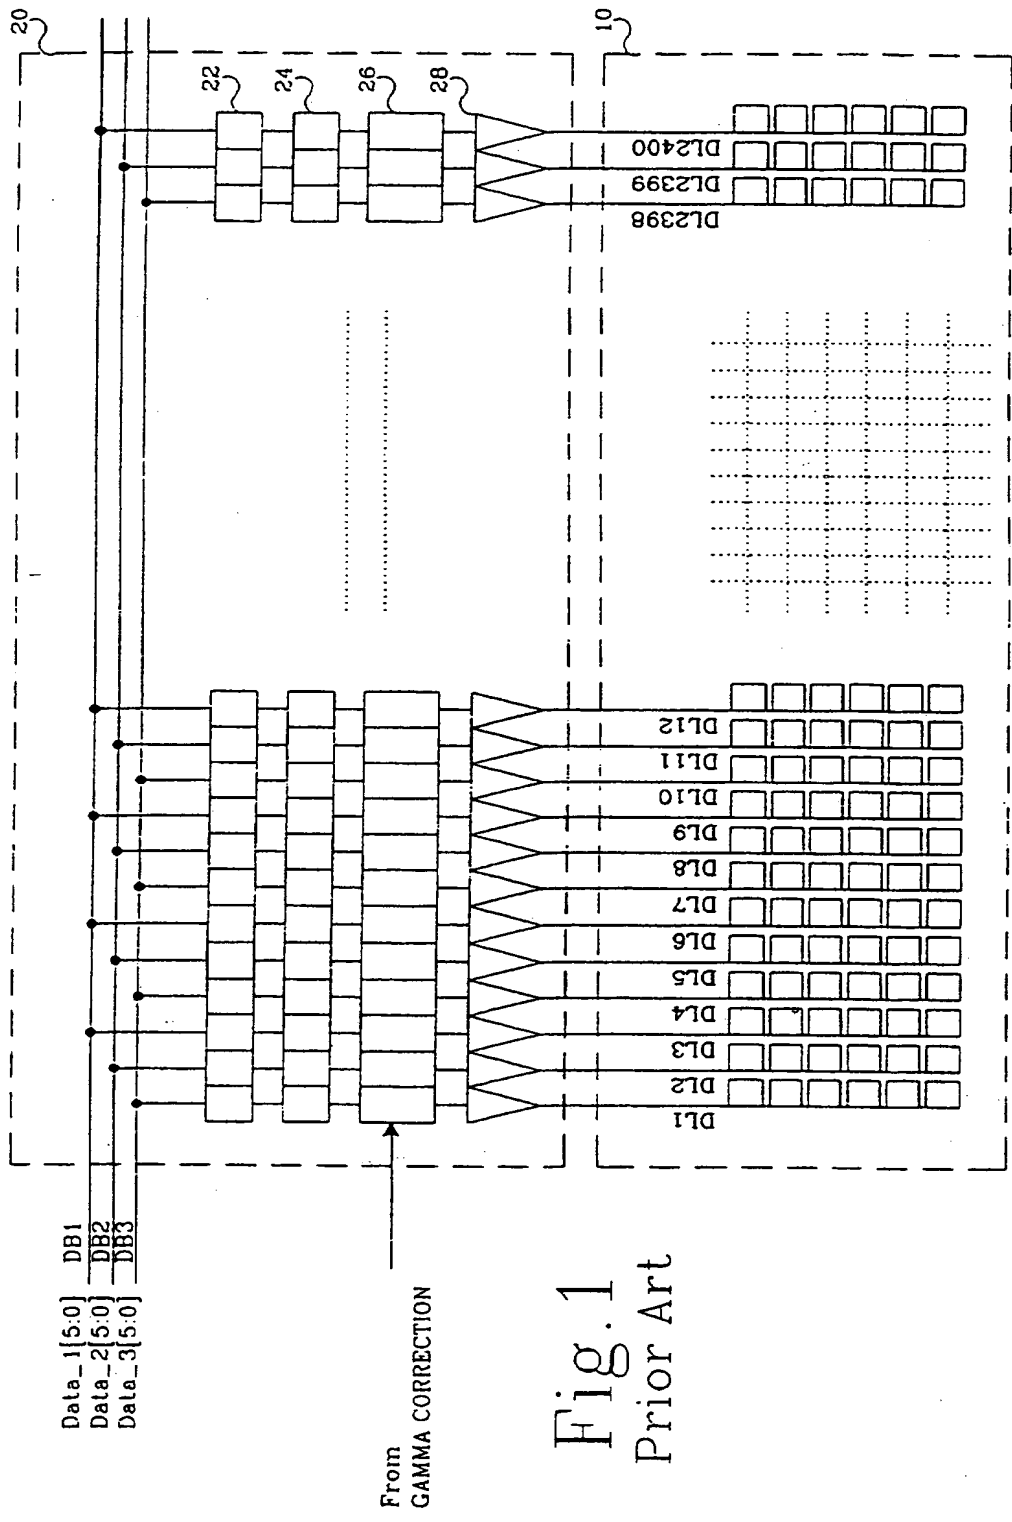 Data_1[5:0] DB1
Data_2[5:0] DB2
Data_3[5:0] DB3
20
22
24
26
28
10
From
GAMMA CORRECTION
DL1
DL2
DL3
DL4
DL5
DL6
DL7
DL8
DL9
DL10
DL11
DL12
DL2398
DL2399
DL2400
Fig. 1
Prior Art